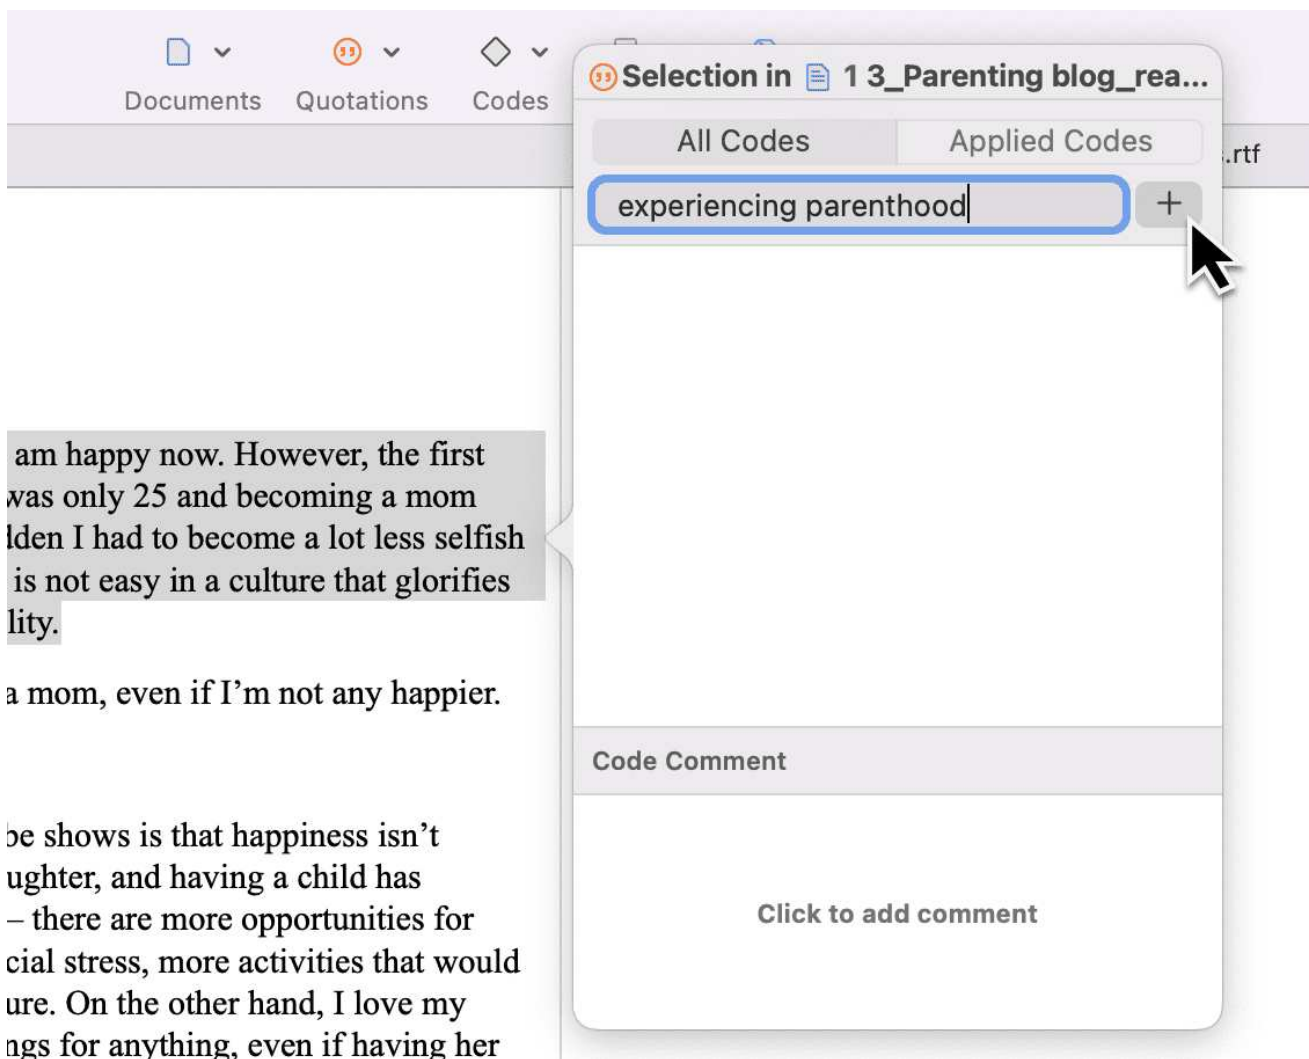 Documents
Quotations
Codes
Selection in 1 3_Parenting blog_rea...
All Codes
Applied Codes
.rtf
experiencing parenthood
+
am happy now. However, the first
was only 25 and becoming a mom
dden I had to become a lot less selfish
is not easy in a culture that glorifies
lity.
a mom, even if I’m not any happier.
be shows is that happiness isn’t
ughter, and having a child has
– there are more opportunities for
cial stress, more activities that would
ure. On the other hand, I love my
ngs for anything, even if having her
Code Comment
Click to add comment